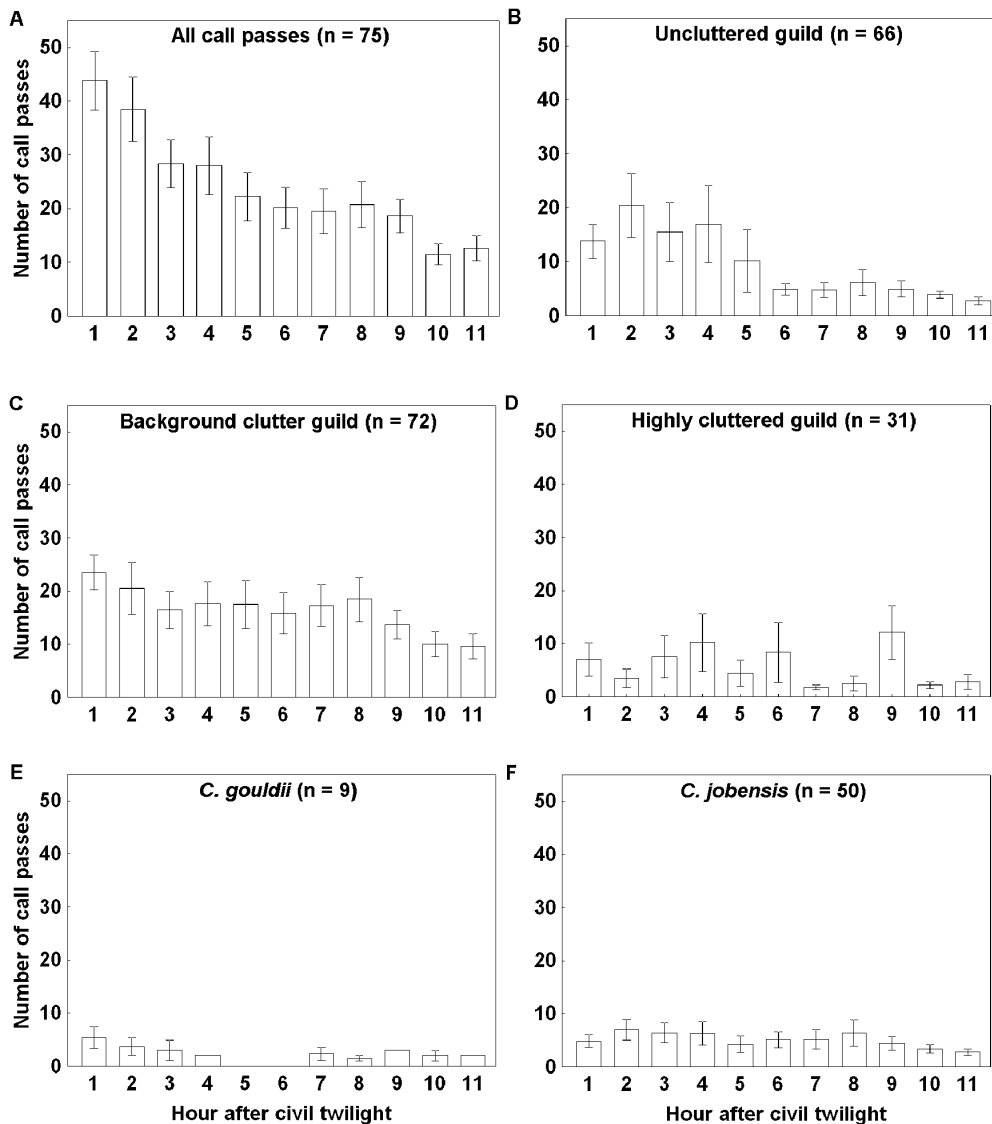 A
All call passes (n = 75)
Number of call passes
50
40
30
20
10
0
1 2 3 4 5 6 7 8 9 10 11
B
Uncluttered guild (n = 66)
50
40
30
20
10
0
1 2 3 4 5 6 7 8 9 10 11
C
Background clutter guild (n = 72)
Number of call passes
50
40
30
20
10
0
1 2 3 4 5 6 7 8 9 10 11
D
Highly cluttered guild (n = 31)
50
40
30
20
10
0
1 2 3 4 5 6 7 8 9 10 11
E
C. gouldii (n = 9)
Number of call passes
50
40
30
20
10
0
1 2 3 4 5 6 7 8 9 10 11
Hour after civil twilight
F
C. jobensis (n = 50)
50
40
30
20
10
0
1 2 3 4 5 6 7 8 9 10 11
Hour after civil twilight